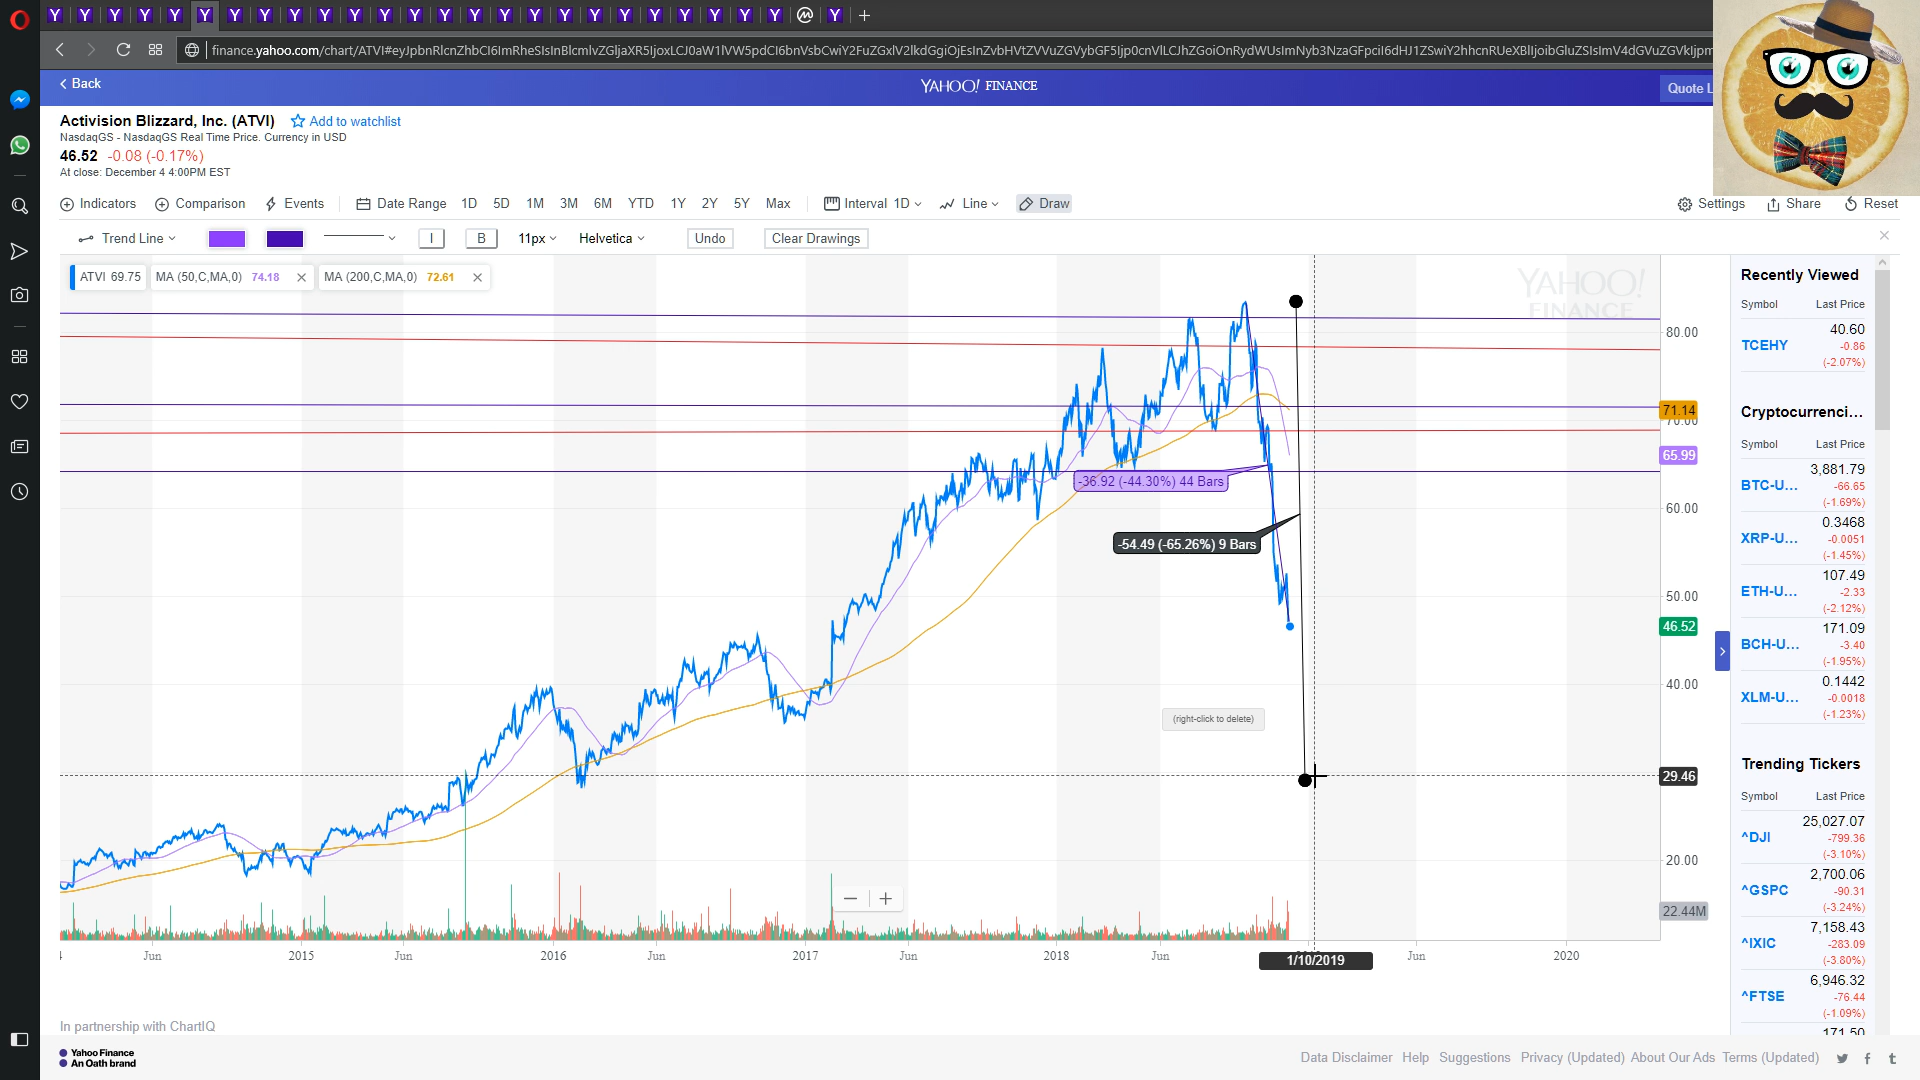 finance.yahoo.com/chart/ATVI#
Back
YAHOO! FINANCE
Quote L
Activision Blizzard, Inc. (ATVI)
Add to watchlist
NasdaqGS - NasdaqGS Real Time Price. Currency in USD
46.52 -0.08 (-0.17%)
At close: December 4 4:00PM EST
Indicators
Comparison
Events
Date Range
1D
5D
1M
3M
6M
YTD
1Y
2Y
5Y
Max
Interval 1D
Line
Draw
Settings
Share
Reset
Trend Line
I
B
11px
Helvetica
Undo
Clear Drawings
ATVI 69.75
MA (50,C,MA,0) 74.18
MA (200,C,MA,0) 72.61
YAHOO!
FINANCE
80.00
71.14
70.00
65.99
60.00
50.00
46.52
40.00
29.46
20.00
22.44M
-36.92 (-44.30%) 44 Bars
-54.49 (-65.26%) 9 Bars
(right-click to delete)
Jun
2015
Jun
2016
Jun
2017
Jun
2018
Jun
1/10/2019
Jun
2020
Recently Viewed
Symbol Last Price
TCEHY
40.60
-0.86
(-2.07%)
Cryptocurrenci...
Symbol Last Price
BTC-U...
3,881.79
-66.65
(-1.69%)
XRP-U...
0.3468
-0.0051
(-1.45%)
ETH-U...
107.49
-2.33
(-2.12%)
BCH-U...
171.09
-3.40
(-1.95%)
XLM-U...
0.1442
-0.0018
(-1.23%)
Trending Tickers
Symbol Last Price
^DJI
25,027.07
-799.36
(-3.10%)
^GSPC
2,700.06
-90.31
(-3.24%)
^IXIC
7,158.43
-283.09
(-3.80%)
^FTSE
6,946.32
-76.44
(-1.09%)
171.50
In partnership with ChartIQ
Yahoo Finance
An Oath brand
Data Disclaimer Help Suggestions Privacy (Updated) About Our Ads Terms (Updated)